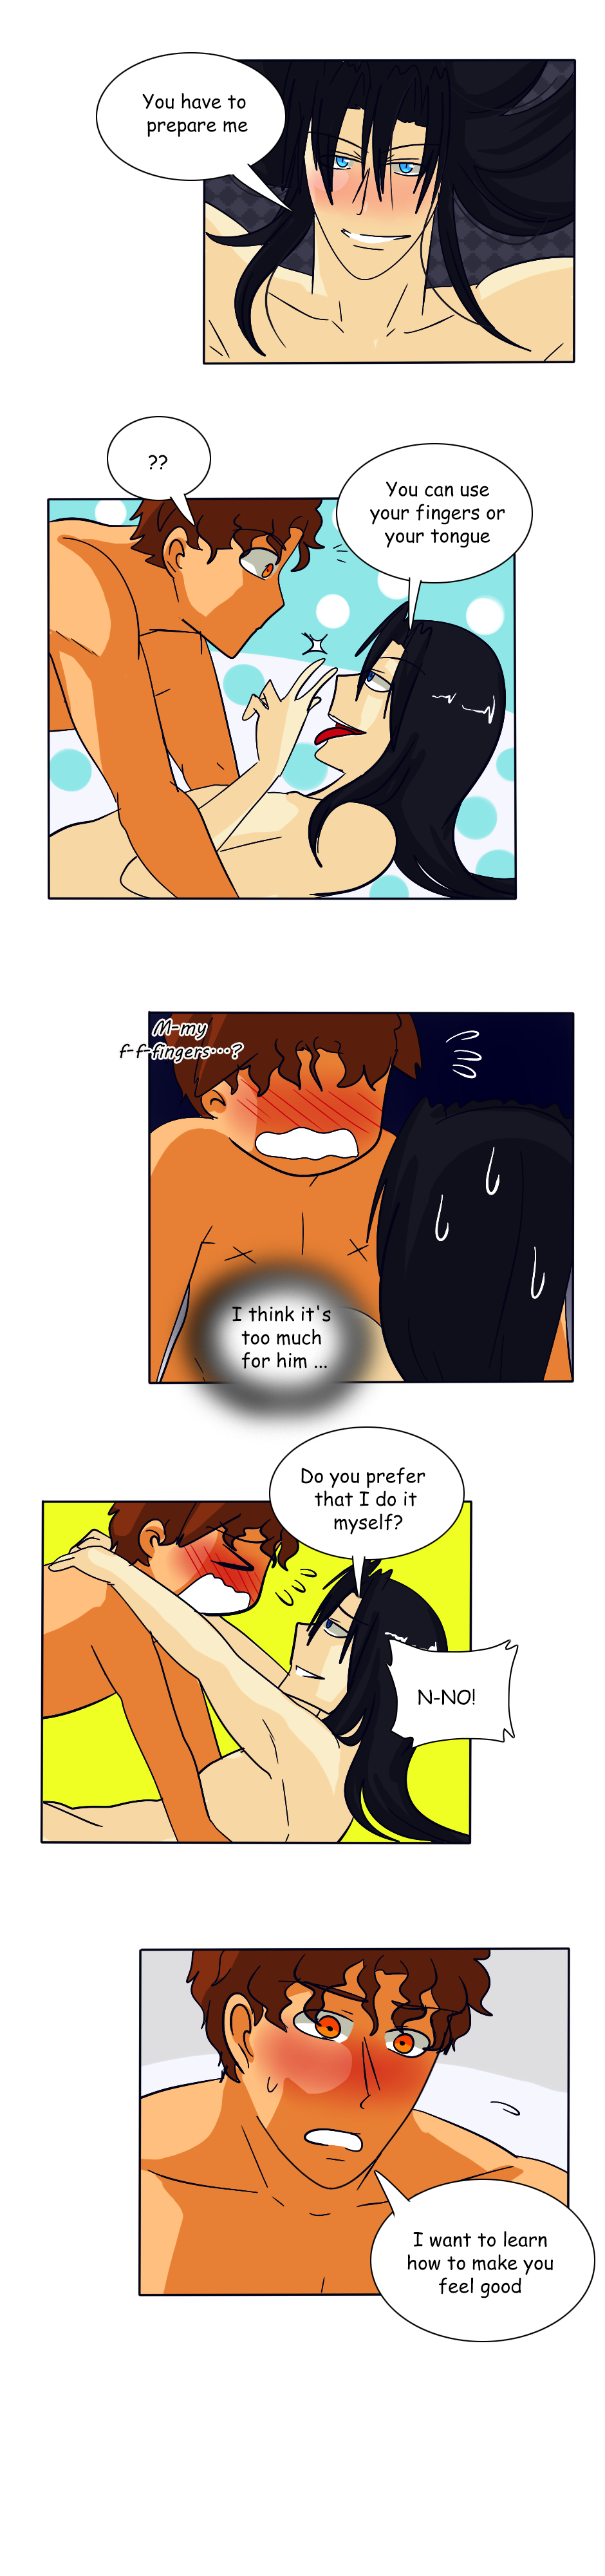 You have to
prepare me
??
You can use
your fingers or
your tongue
M-my
f-f-fingers...?
I think it's
too much
for him ...
Do you prefer
that I do it
myself?
N-NO!
I want to learn
how to make you
feel good